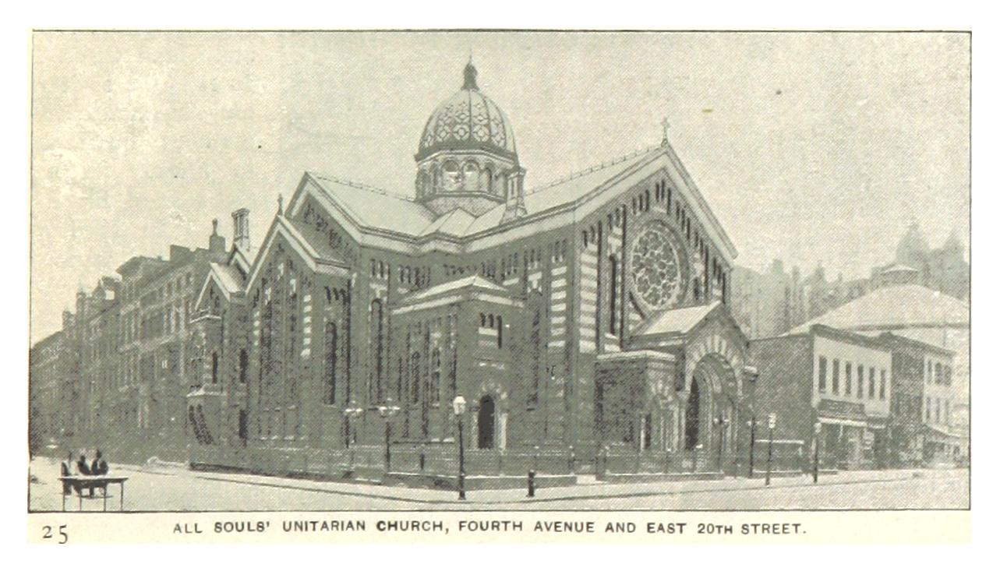 25
ALL SOULS' UNITARIAN CHURCH, FOURTH AVENUE AND EAST 20TH STREET.